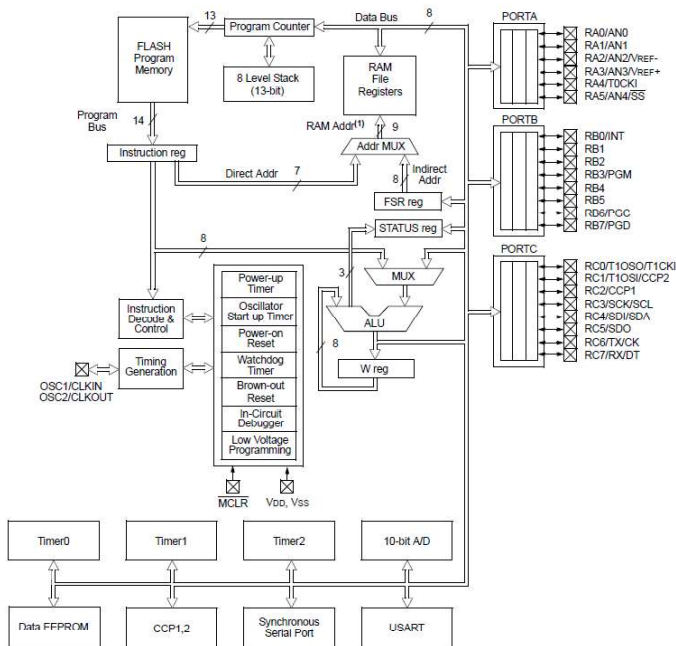 13
Program Counter
Data Bus
8
PORTA
FLASH
Program
Memory
8 Level Stack
(13-bit)
RAM
File
Registers
RA0/AN0
RA1/AN1
RA2/AN2/VREF-
RA3/AN3/VREF+
RA4/T0CKI
RA5/AN4/SS
Program
Bus
14
RAM Addr(1)
9
PORTB
Instruction reg
Addr MUX
RB0/INT
RB1
RB2
RB3/PGM
RB4
RB5
RB6/PGC
RB7/PGD
Direct Addr
7
8
Indirect
Addr
FSR reg
STATUS reg
8
PORTC
3
MUX
RC0/T1OSO/T1CKI
RC1/T1OSI/CCP2
RC2/CCP1
RC3/SCK/SCL
RC4/SDI/SDA
RC5/SDO
RC6/TX/CK
RC7/RX/DT
Power-up
Timer
Instruction
Decode &
Control
Oscillator
Start up Timer
ALU
Power-on
Reset
8
Timing
Generation
Watchdog
Timer
W reg
OSC1/CLKIN
OSC2/CLKOUT
Brown-out
Reset
In-Circuit
Debugger
Low Voltage
Programming
MCLR
VDD, VSS
Timer0
Timer1
Timer2
10-bit A/D
Data EEPROM
CCP1,2
Synchronous
Serial Port
USART